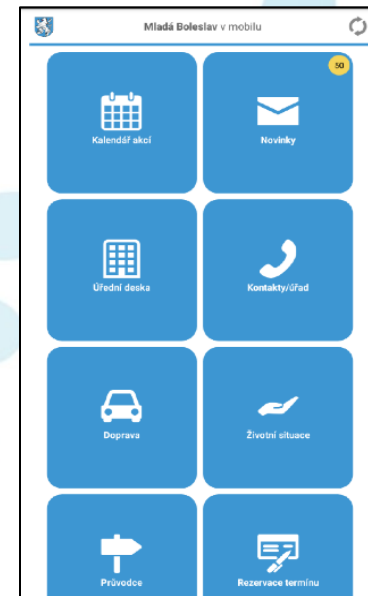 Mladá Boleslav v mobilu
50
Kalendář akcí
Novinky
Úřední deska
Kontakty/úřad
Doprava
Životní situace
Průvodce
Rezervace termínu